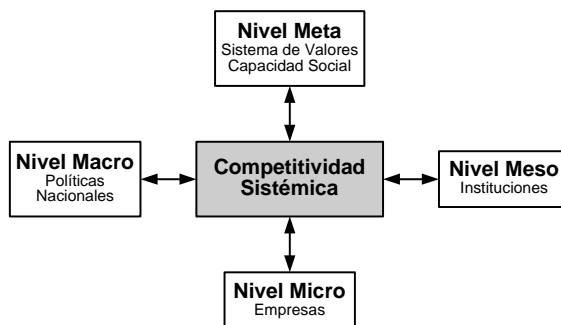 Nivel Meta
Sistema de Valores
Capacidad Social
Nivel Macro
Políticas
Nacionales
Competitividad
Sistémica
Nivel Meso
Instituciones
Nivel Micro
Empresas